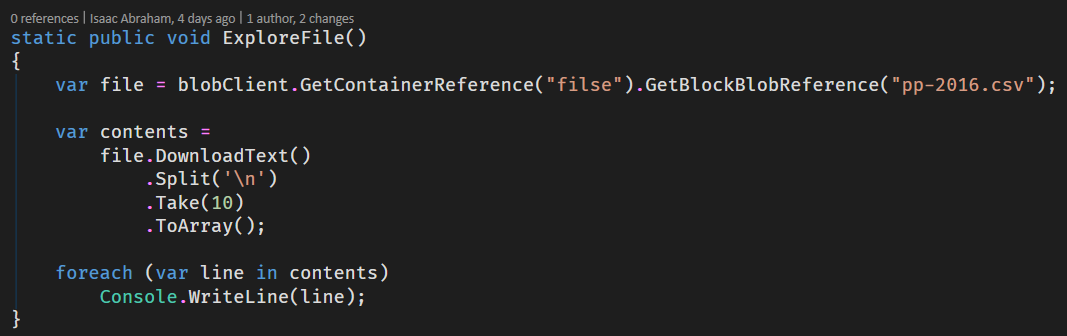 0 references | Isaac Abraham, 4 days ago | 1 author, 2 changes
static public void ExploreFile()
{
    var file = blobClient.GetContainerReference("filse").GetBlockBlobReference("pp-2016.csv");

    var contents =
        file.DownloadText()
            .Split('\n')
            .Take(10)
            .ToArray();

    foreach (var line in contents)
        Console.WriteLine(line);
}